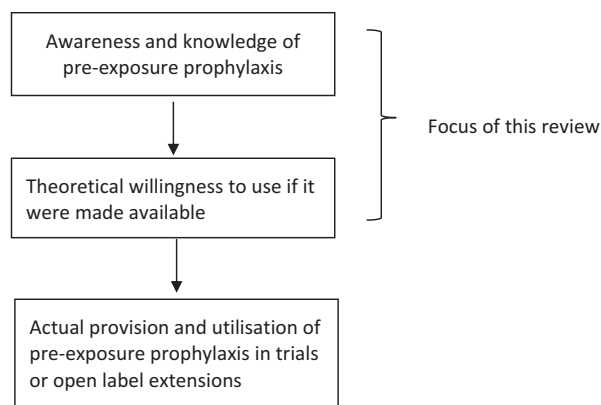 Awareness and knowledge of
pre-exposure prophylaxis
Focus of this review
Theoretical willingness to use if it
were made available
Actual provision and utilisation of
pre-exposure prophylaxis in trials
or open label extensions